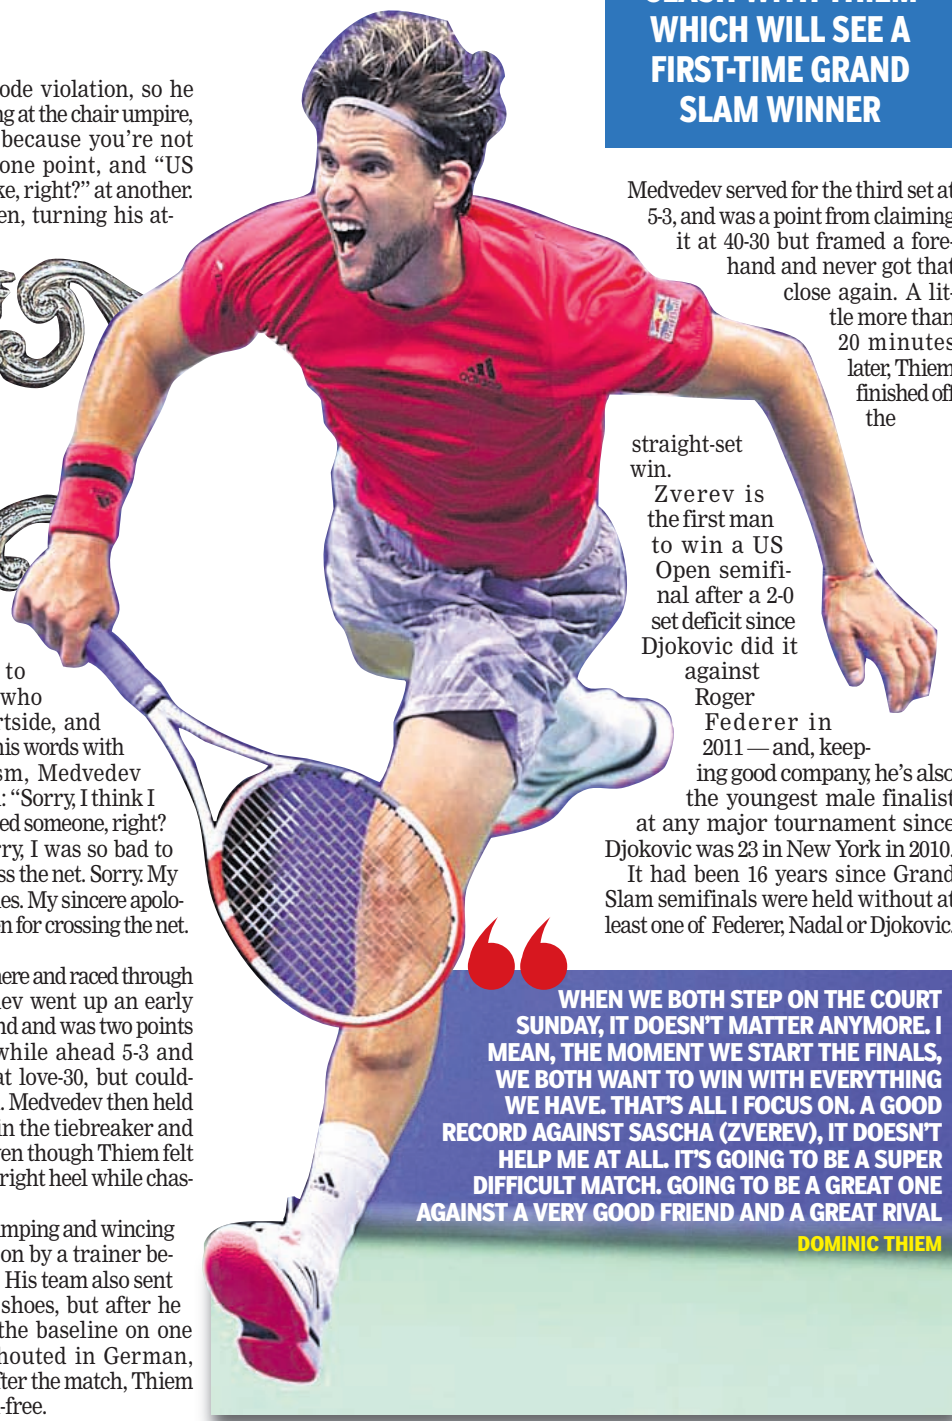 ode violation, so he
ng at the chair umpire,
because you’re not
one point, and “US
ke, right?” at another.
en, turning his at-
to
who
rtside, and
his words with
sm, Medvedev
: “Sorry, I think I
ed someone, right?
rry, I was so bad to
ss the net. Sorry. My
es. My sincere apolo-
n for crossing the net.
here and raced through
lev went up an early
nd and was two points
while ahead 5-3 and
at love-30, but could-
. Medvedev then held
in the tiebreaker and
ven though Thiem felt
right heel while chas-
mping and wincing
on by a trainer be-
His team also sent
shoes, but after he
the baseline on one
houted in German,
fter the match, Thiem
-free.
WHICH WILL SEE A
FIRST-TIME GRAND
SLAM WINNER
Medvedev served for the third set at
5-3, and was a point from claiming
it at 40-30 but framed a fore-
hand and never got that
close again. A lit-
tle more than
20 minutes
later, Thiem
finished off
the
straight-set
win.
Zverev is
the first man
to win a US
Open semifi-
nal after a 2-0
set deficit since
Djokovic did it
against
Roger
Federer in
2011 — and, keep-
ing good company, he’s also
the youngest male finalist
at any major tournament since
Djokovic was 23 in New York in 2010.
It had been 16 years since Grand
Slam semifinals were held without at
least one of Federer, Nadal or Djokovic.
adidas
adidas
WHEN WE BOTH STEP ON THE COURT
SUNDAY, IT DOESN’T MATTER ANYMORE. I
MEAN, THE MOMENT WE START THE FINALS,
WE BOTH WANT TO WIN WITH EVERYTHING
WE HAVE. THAT’S ALL I FOCUS ON. A GOOD
RECORD AGAINST SASCHA (ZVEREV), IT DOESN’T
HELP ME AT ALL. IT’S GOING TO BE A SUPER
DIFFICULT MATCH. GOING TO BE A GREAT ONE
AGAINST A VERY GOOD FRIEND AND A GREAT RIVAL
DOMINIC THIEM